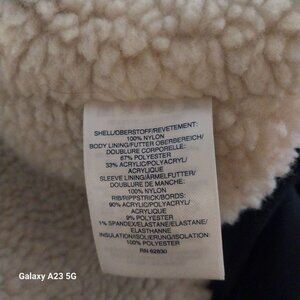 SHELL/OBERSTOFF/REVETEMENT:
100% NYLON
BODY LINING/FUTTER OBERBEREICH/
DOUBLURE CORPORELLE:
67% POLYESTER
33% ACRYLIC/POLYACRYL/
ACRYLIQUE
SLEEVE LINING/ÄRMELFUTTER/
DOUBLURE DE MANCHE:
100% NYLON
RIB/RIPPSTRICK/BORDS:
90% ACRYLIC/POLYACRYL/
ACRYLIQUE
9% POLYESTER
1% SPANDEX/ELASTAN/ELASTANE/
ELASTHANNE
INSULATION/ISOLIERUNG/ISOLATION:
100% POLYESTER
RN 62830
Galaxy A23 5G